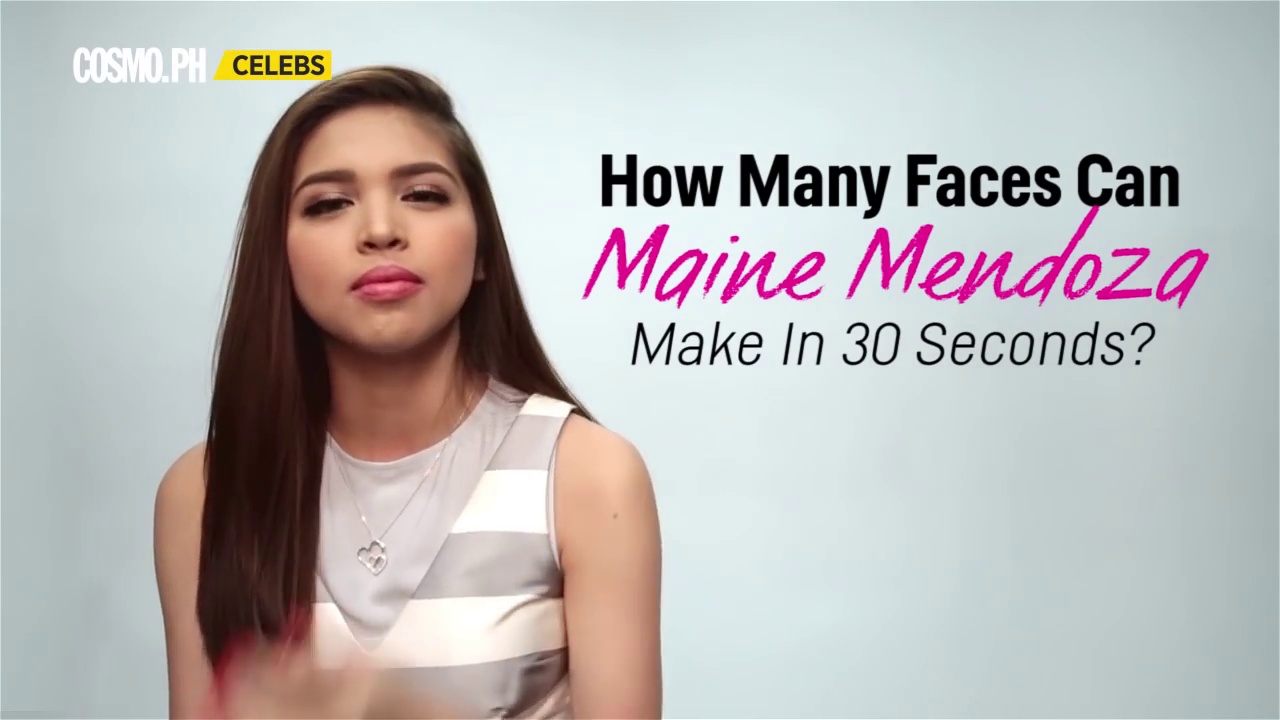 COSMO.PH CELEBS
How Many Faces Can
Maine Mendoza
Make In 30 Seconds?